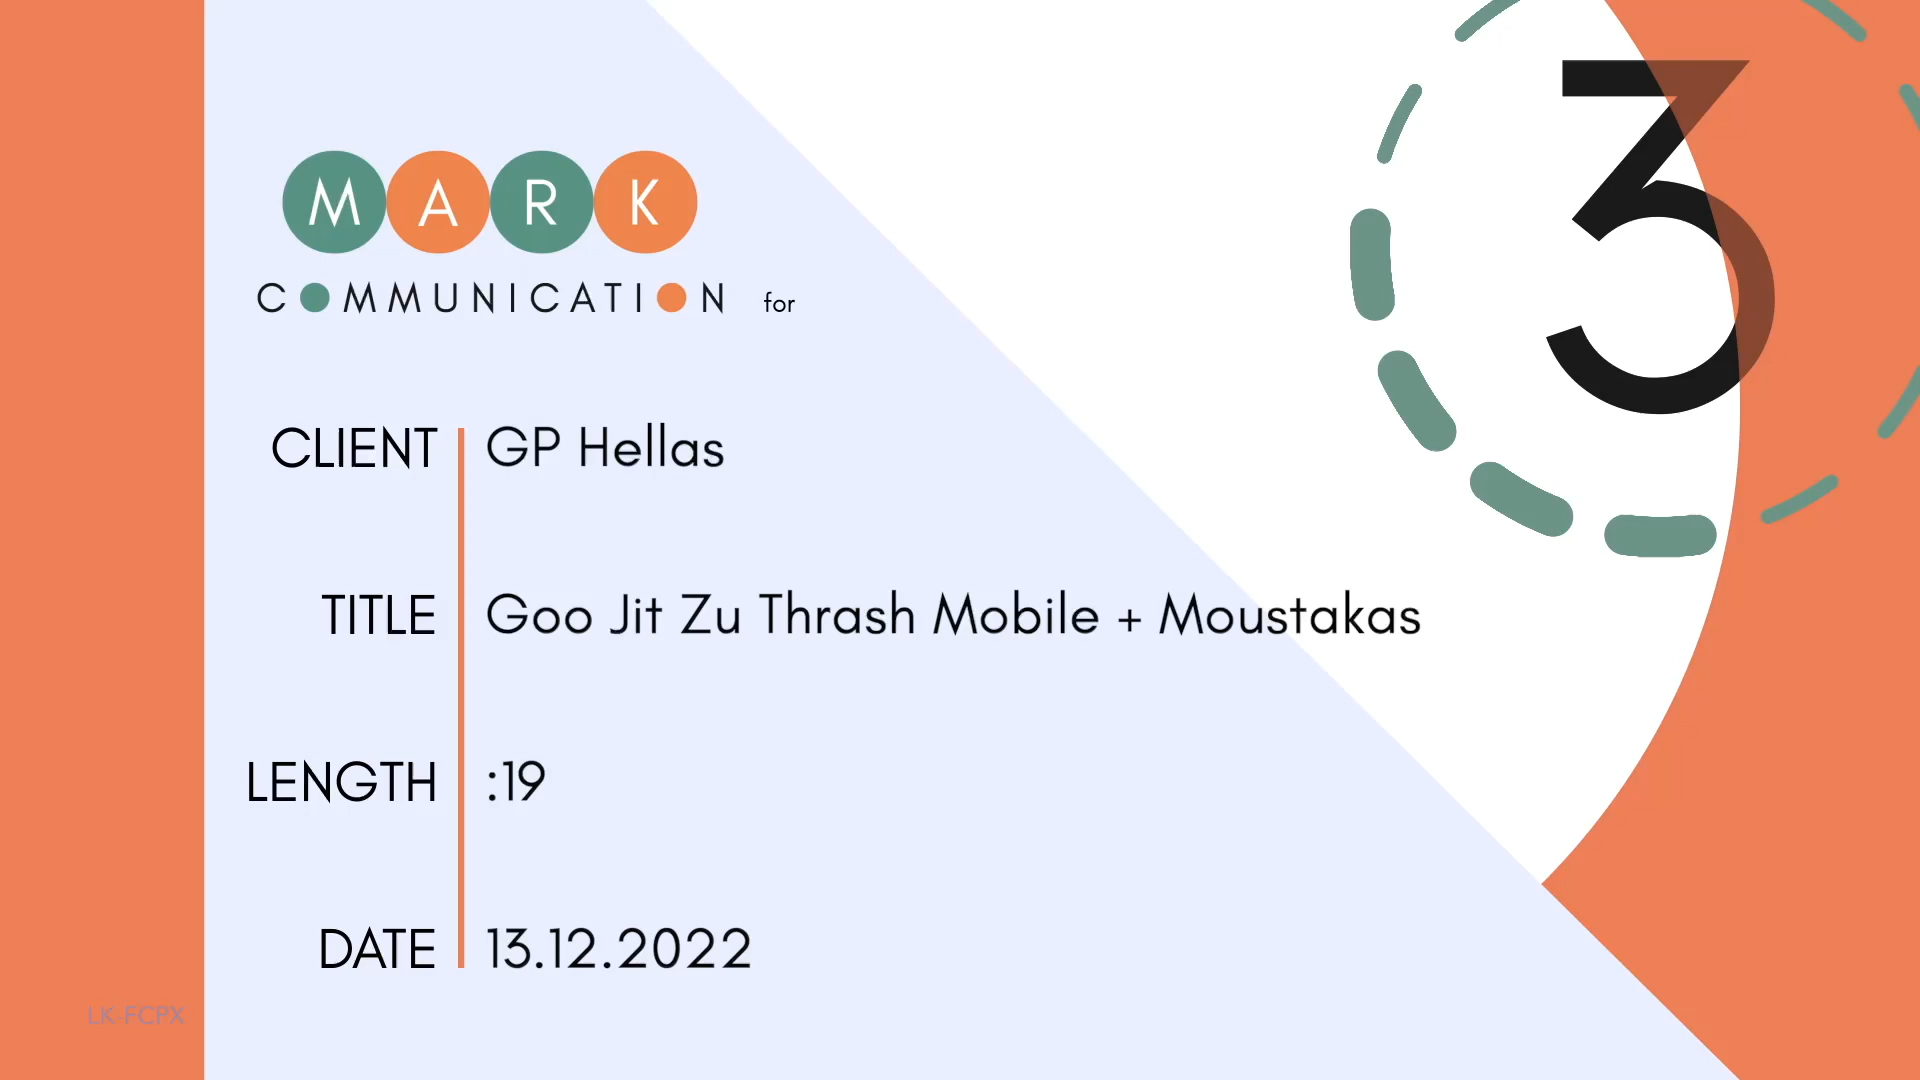 MARK
COMMUNICATION for
3
CLIENT GP Hellas
TITLE Goo Jit Zu Thrash Mobile + Moustakas
LENGTH :19
DATE 13.12.2022
LK-FCPX